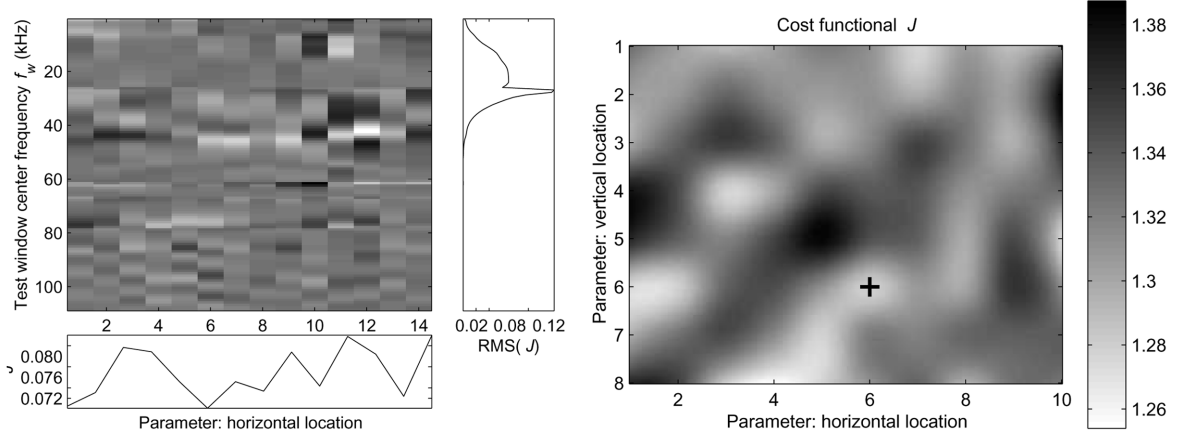 Test window center frequency f_w (kHz)
20
40
60
80
100
2 4 6 8 10 12 14
0.080
0.076
0.072
J
Parameter: horizontal location
0.02 0.08 0.12
RMS( J)
Cost functional J
Parameter: vertical location
1
2
3
4
5
6
7
8
2 4 6 8 10
Parameter: horizontal location
1.38
1.36
1.34
1.32
1.3
1.28
1.26